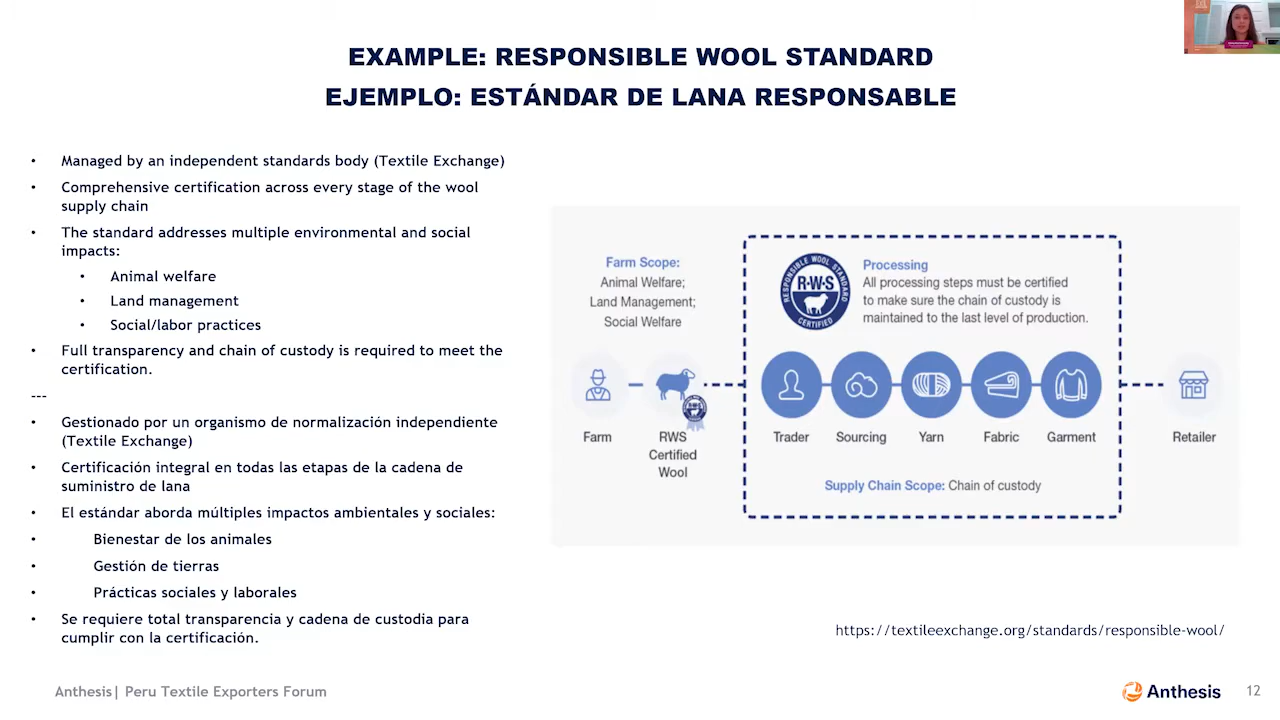 EXAMPLE: RESPONSIBLE WOOL STANDARD
EJEMPLO: ESTÁNDAR DE LANA RESPONSABLE
• Managed by an independent standards body (Textile Exchange)
• Comprehensive certification across every stage of the wool
supply chain
• The standard addresses multiple environmental and social
impacts:
• Animal welfare
• Land management
• Social/labor practices
• Full transparency and chain of custody is required to meet the
certification.
---
• Gestionado por un organismo de normalización independiente
(Textile Exchange)
• Certificación integral en todas las etapas de la cadena de
suministro de lana
• El estándar aborda múltiples impactos ambientales y sociales:
• Bienestar de los animales
• Gestión de tierras
• Prácticas sociales y laborales
• Se requiere total transparencia y cadena de custodia para
cumplir con la certificación.
Farm Scope:
Animal Welfare;
Land Management;
Social Welfare
RESPONSIBLE WOOL STANDARD
R·W·S
CERTIFIED
Processing
All processing steps must be certified
to make sure the chain of custody is
maintained to the last level of production.
Farm
RWS
Certified
Wool
Trader
Sourcing
Yarn
Fabric
Garment
Retailer
Supply Chain Scope: Chain of custody
https://textileexchange.org/standards/responsible-wool/
Anthesis| Peru Textile Exporters Forum
Anthesis
12